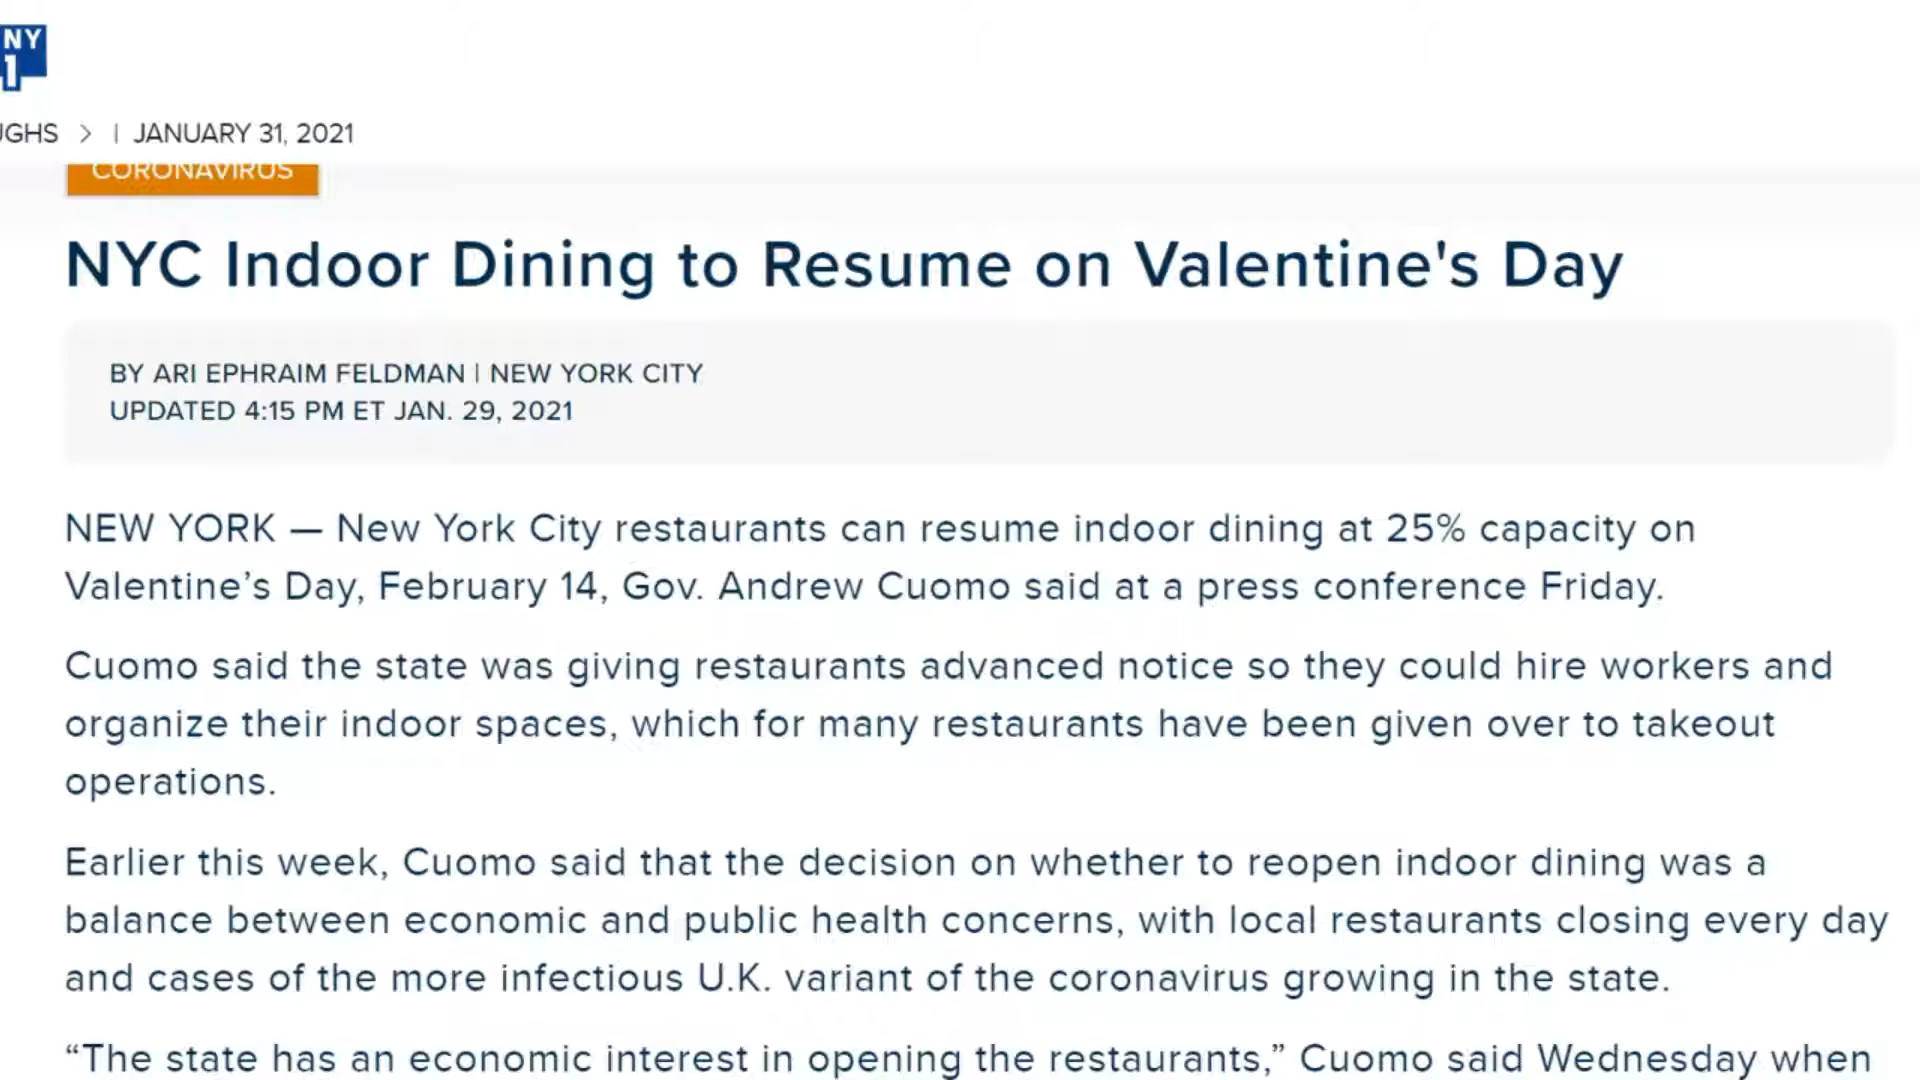 NY
1
> | JANUARY 31, 2021
CORONAVIRUS
NYC Indoor Dining to Resume on Valentine's Day
BY ARI EPHRAIM FELDMAN | NEW YORK CITY
UPDATED 4:15 PM ET JAN. 29, 2021
NEW YORK — New York City restaurants can resume indoor dining at 25% capacity on
Valentine’s Day, February 14, Gov. Andrew Cuomo said at a press conference Friday.
Cuomo said the state was giving restaurants advanced notice so they could hire workers and
organize their indoor spaces, which for many restaurants have been given over to takeout
operations.
Earlier this week, Cuomo said that the decision on whether to reopen indoor dining was a
balance between economic and public health concerns, with local restaurants closing every day
and cases of the more infectious U.K. variant of the coronavirus growing in the state.
“The state has an economic interest in opening the restaurants,” Cuomo said Wednesday when